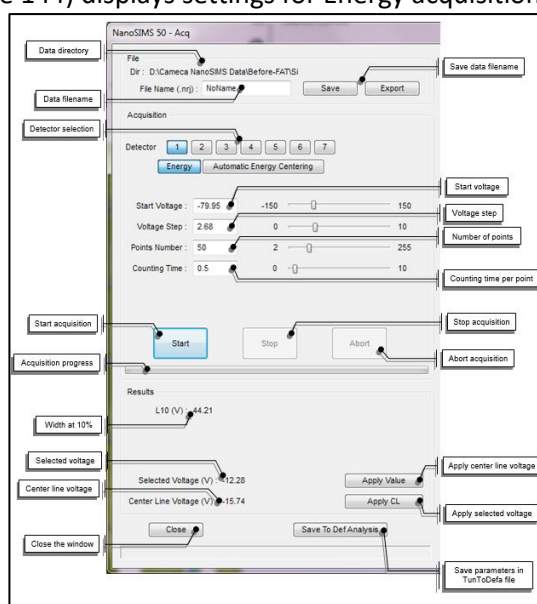 e 144) displays settings for Energy acquisition
NanoSIMS 50 - Acq
Data directory
File
Dir : D:\Cameca NanoSIMS Data\Before-FAT\Si
Save data filename
File Name (.nrj) : NoName
Save
Export
Data filename
Acquisition
Detector selection
Detector 1 2 3 4 5 6 7
Energy
Automatic Energy Centering
Start voltage
Start Voltage : -79.95 -150 150
Voltage step
Voltage Step : 2.68 0 10
Number of points
Points Number : 50 2 255
Counting Time : 0.5 0 10
Counting time per point
Start acquisition
Stop acquisition
Start
Stop
Abort
Abort acquisition
Acquisition progress
Results
L10 (V) : 44.21
Width at 10%
Selected voltage
Apply center line voltage
Selected Voltage (V) : -12.28
Apply Value
Center line voltage
Center Line Voltage (V) : -15.74
Apply CL
Apply selected voltage
Close
Save To Def Analysis
Close the window
Save parameters in
TunToDefa file